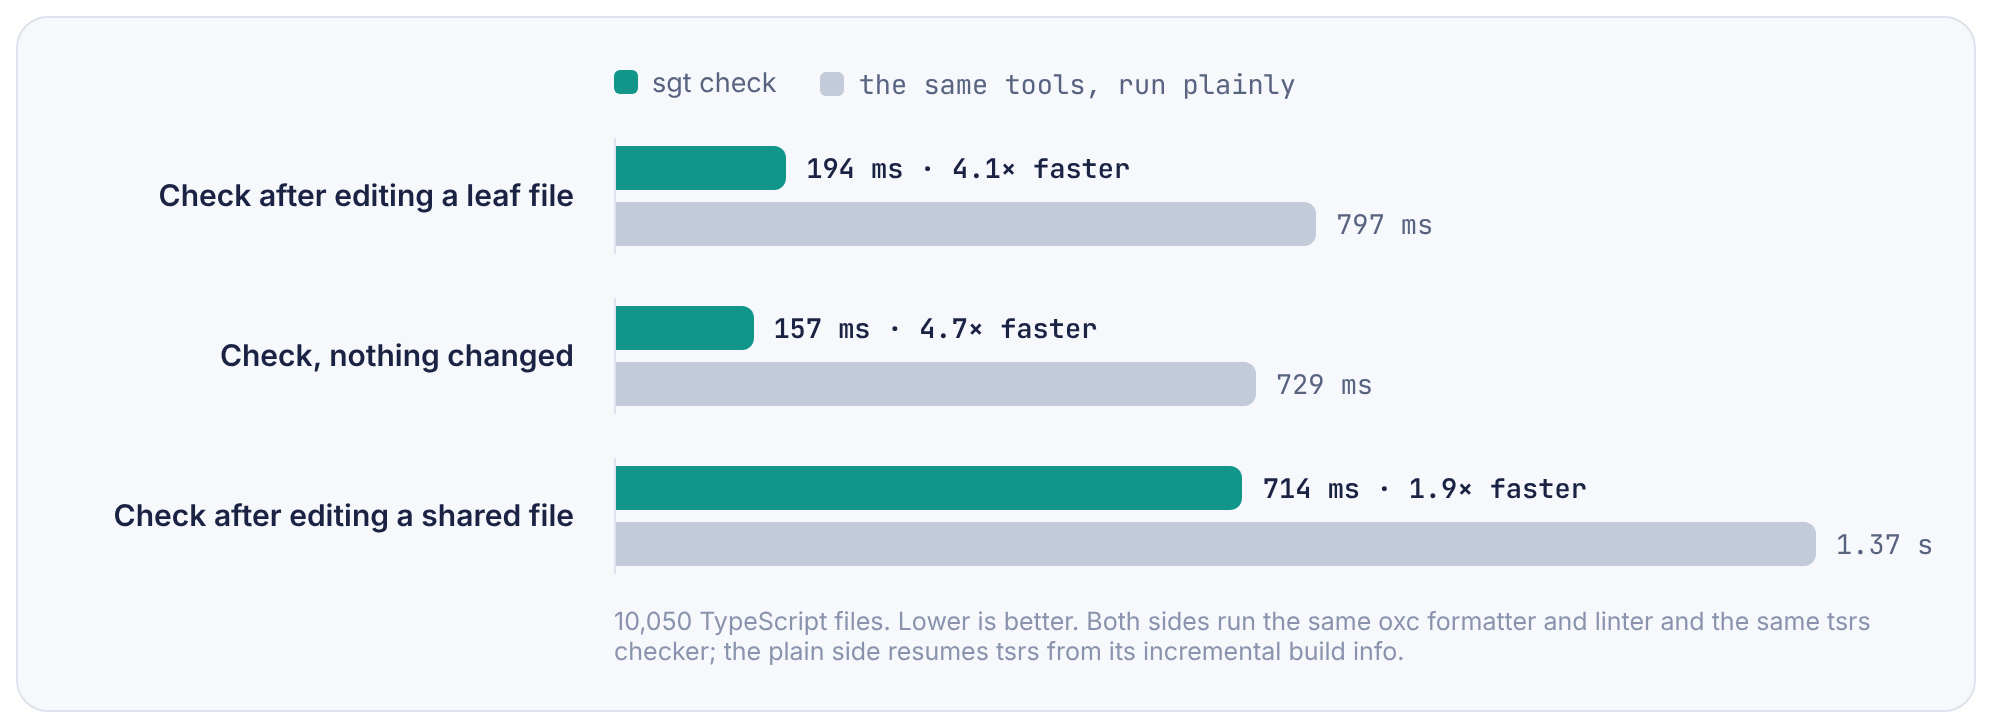 sgt check
the same tools, run plainly
Check after editing a leaf file
194 ms · 4.1× faster
797 ms
Check, nothing changed
157 ms · 4.7× faster
729 ms
Check after editing a shared file
714 ms · 1.9× faster
1.37 s
10,050 TypeScript files. Lower is better. Both sides run the same oxc formatter and linter and the same tsrs
checker; the plain side resumes tsrs from its incremental build info.